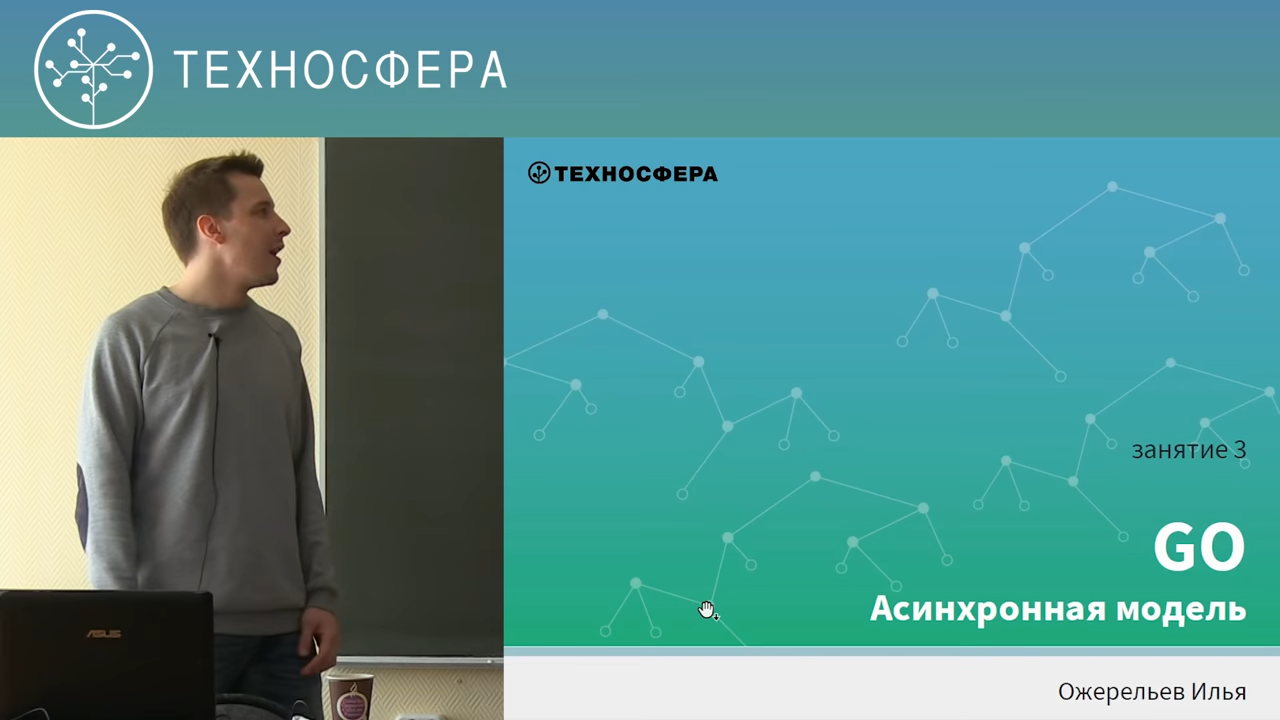 ТЕХНОСФЕРА
ТЕХНОСФЕРА
занятие 3
GO
Асинхронная модель
Ожерельев Илья
ASUS